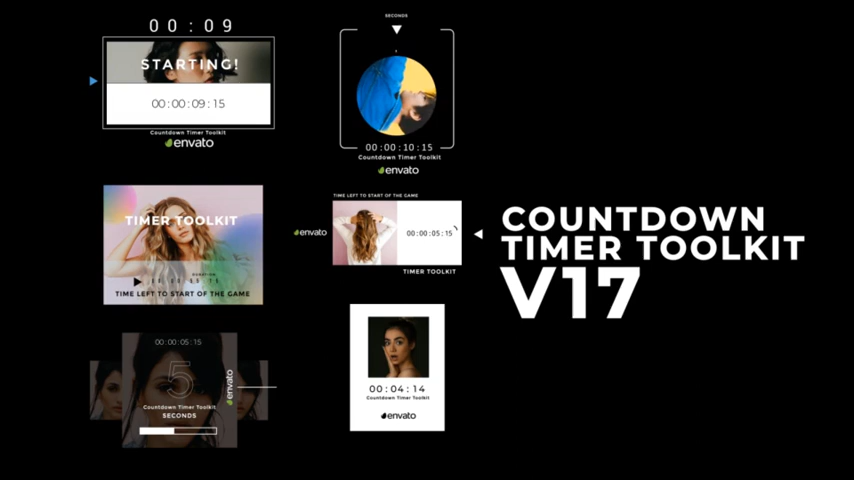 00:09
STARTING!
00:00:09:15
Countdown Timer Toolkit
envato
SECONDS
00:00:10:15
Countdown Timer Toolkit
envato
TIMER TOOLKIT
DURATION
TIME LEFT TO START OF THE GAME
TIME LEFT TO START OF THE GAME
envato
00:00:05:15
TIMER TOOLKIT
00:00:05:15
5
Countdown Timer Toolkit
SECONDS
envato
00:04:14
Countdown Timer Toolkit
envato
COUNTDOWN
TIMER TOOLKIT
V17